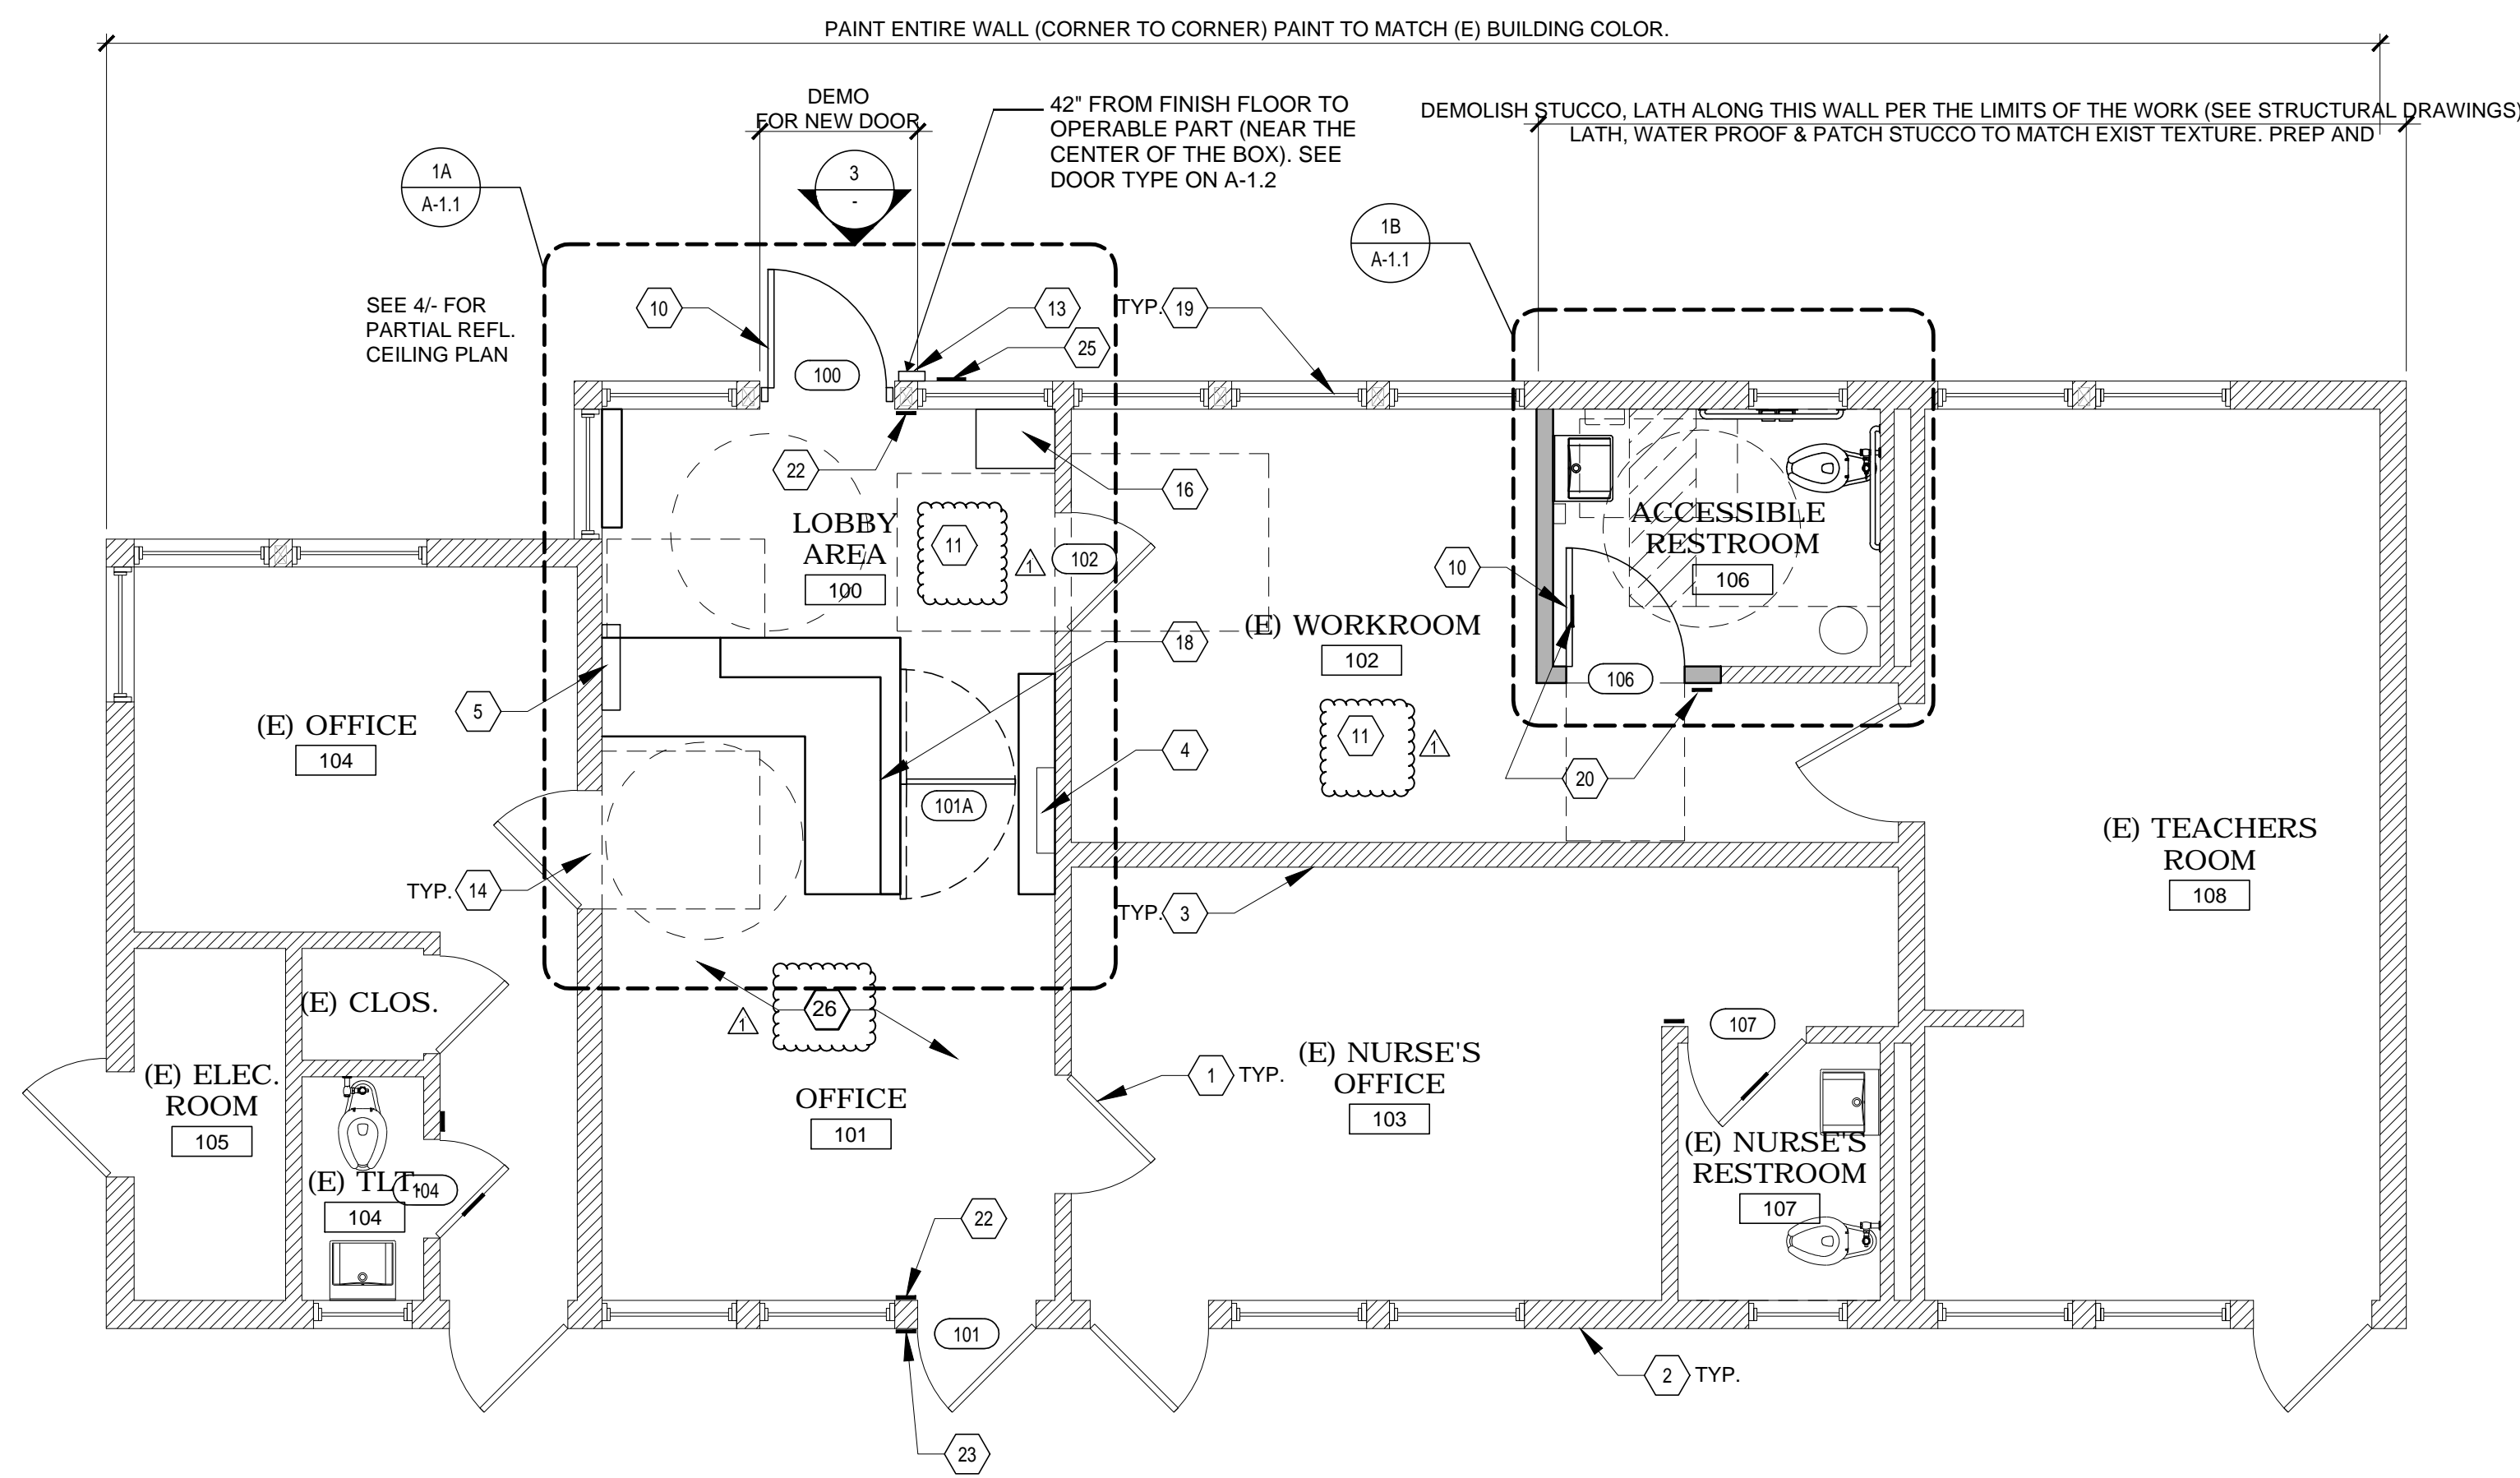 PAINT ENTIRE WALL (CORNER TO CORNER) PAINT TO MATCH (E) BUILDING COLOR.
DEMO
FOR NEW DOOR
42" FROM FINISH FLOOR TO
OPERABLE PART (NEAR THE
CENTER OF THE BOX). SEE
DOOR TYPE ON A-1.2
DEMOLISH STUCCO, LATH ALONG THIS WALL PER THE LIMITS OF THE WORK (SEE STRUCTURAL DRAWINGS)
LATH, WATER PROOF & PATCH STUCCO TO MATCH EXIST TEXTURE. PREP AND
1A
A-1.1
3
-
1B
A-1.1
SEE 4/- FOR
PARTIAL REFL.
CEILING PLAN
10
13
25
TYP. 19
100
22
16
LOBBY
AREA
100
11
1
102
10
ACCESSIBLE
RESTROOM
106
(E) WORKROOM
102
18
106
5
(E) OFFICE
104
4
11
1
20
101A
TYP. 14
TYP. 3
(E) TEACHERS
ROOM
108
(E) CLOS.
26
1
107
(E) ELEC.
ROOM
105
1 TYP.
(E) NURSE'S
OFFICE
103
OFFICE
101
(E) NURSE'S
RESTROOM
107
(E) TLT.
104
104
22
101
2 TYP.
23